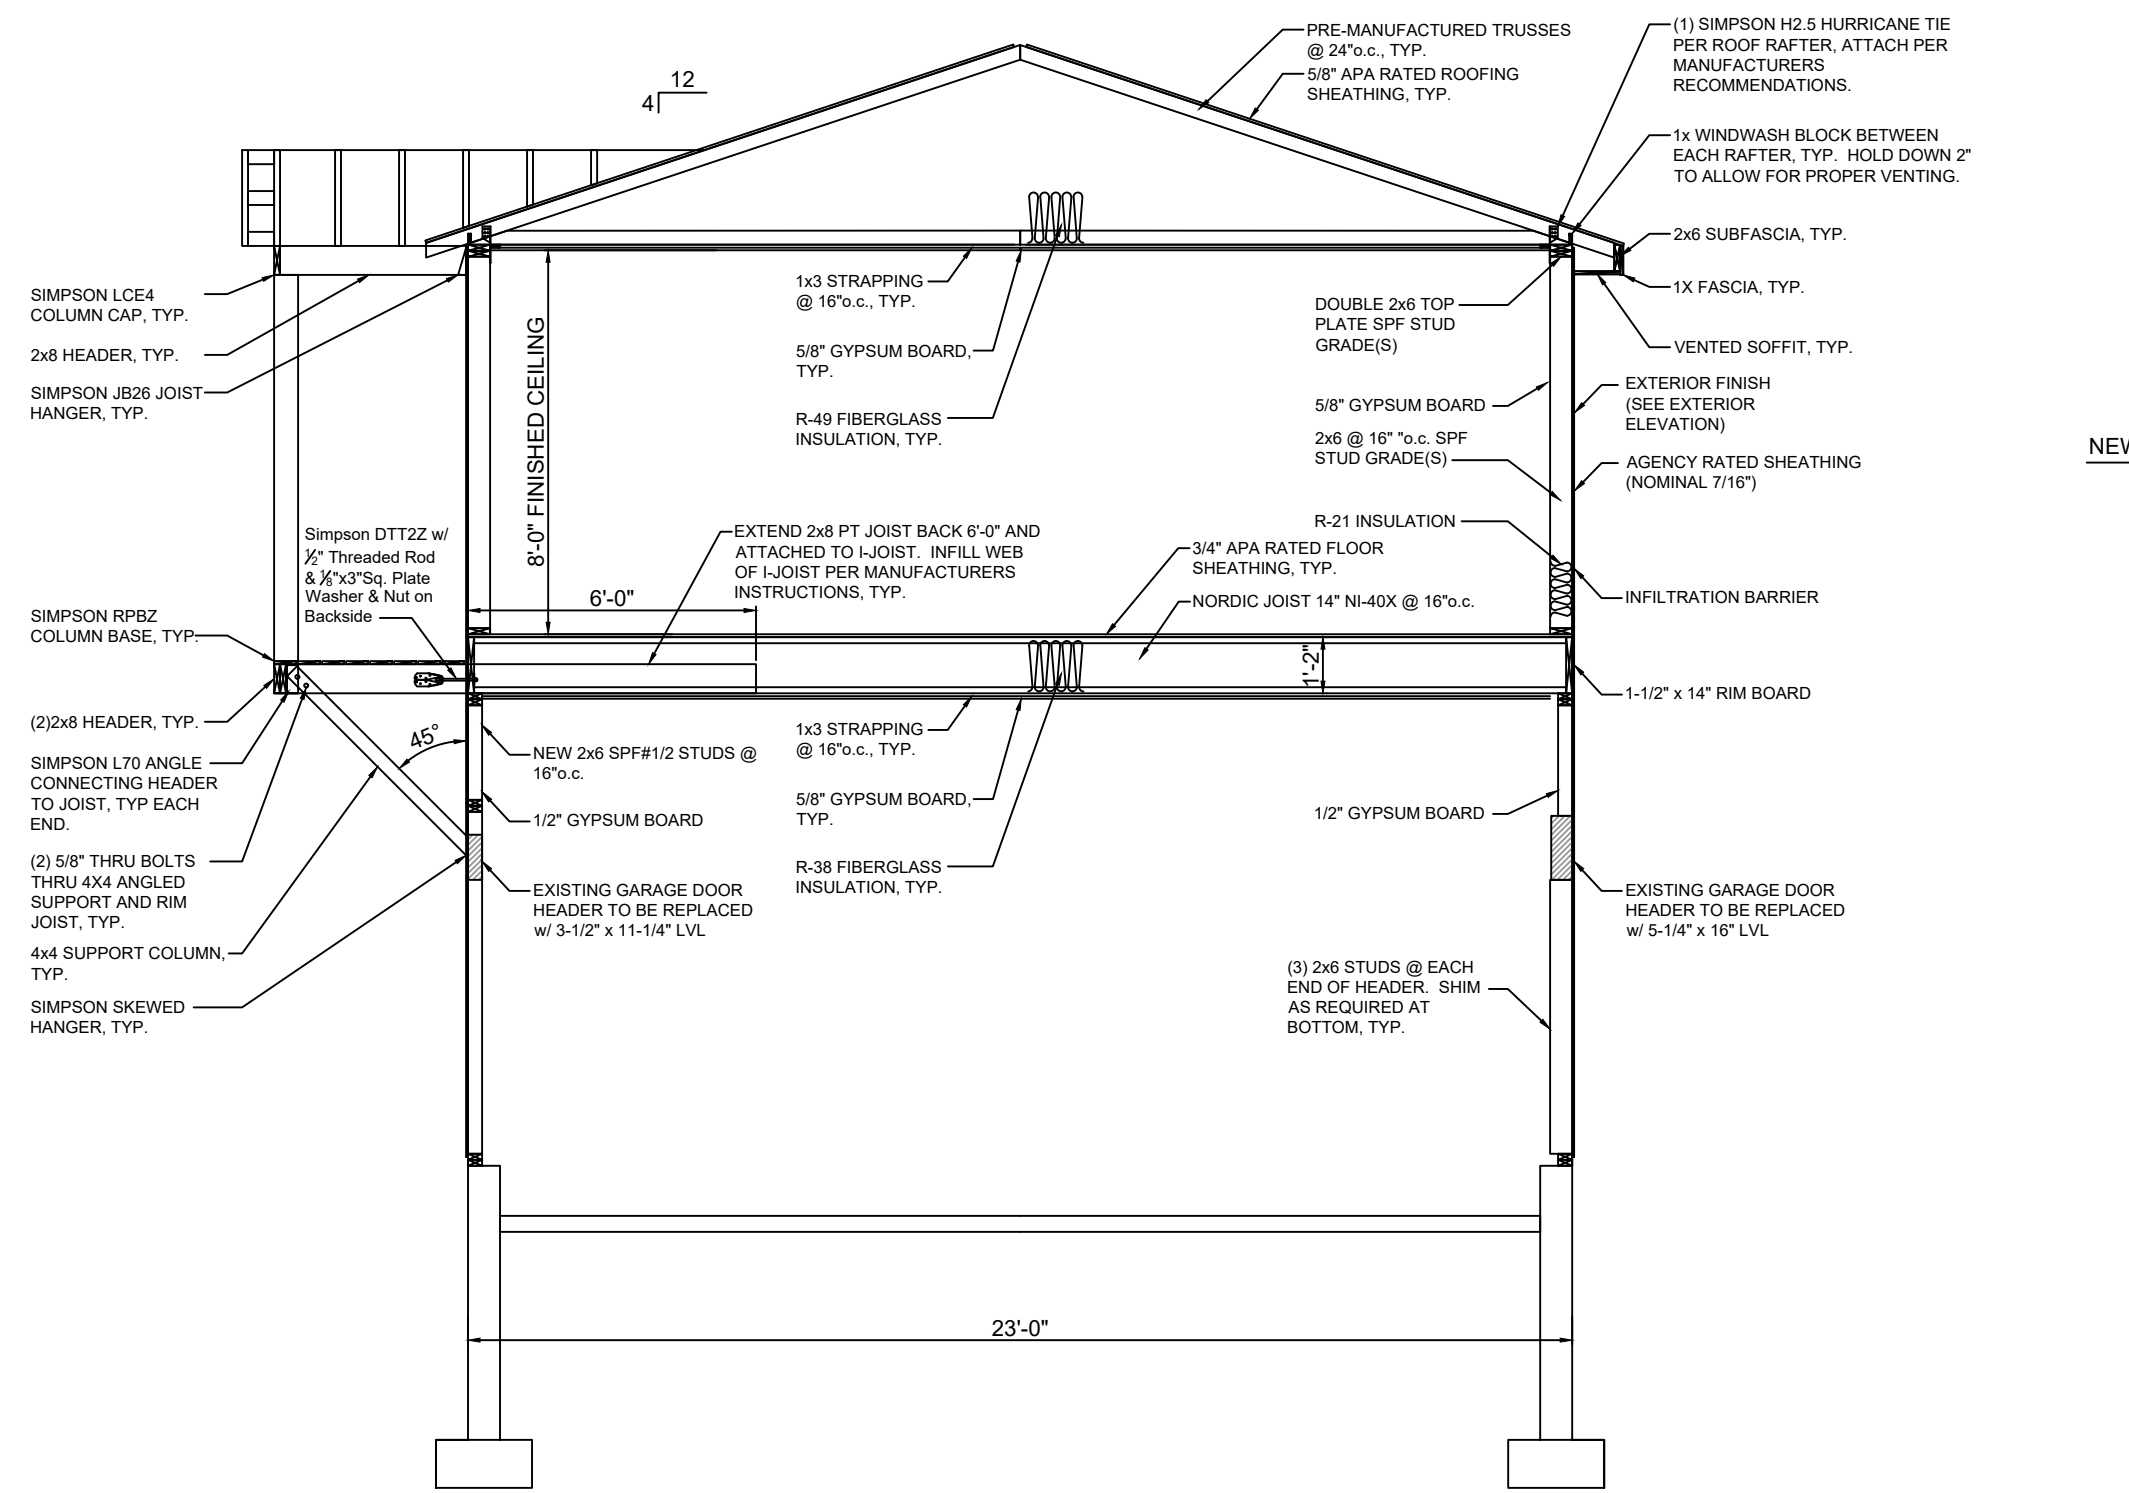 12
4
PRE-MANUFACTURED TRUSSES
@ 24"o.c., TYP.
5/8" APA RATED ROOFING
SHEATHING, TYP.
(1) SIMPSON H2.5 HURRICANE TIE
PER ROOF RAFTER, ATTACH PER
MANUFACTURERS
RECOMMENDATIONS.
1x WINDWASH BLOCK BETWEEN
EACH RAFTER, TYP. HOLD DOWN 2"
TO ALLOW FOR PROPER VENTING.
2x6 SUBFASCIA, TYP.
1X FASCIA, TYP.
VENTED SOFFIT, TYP.
EXTERIOR FINISH
(SEE EXTERIOR
ELEVATION)
AGENCY RATED SHEATHING
(NOMINAL 7/16")
INFILTRATION BARRIER
1-1/2" x 14" RIM BOARD
EXISTING GARAGE DOOR
HEADER TO BE REPLACED
w/ 5-1/4" x 16" LVL
SIMPSON LCE4
COLUMN CAP, TYP.
2x8 HEADER, TYP.
SIMPSON JB26 JOIST
HANGER, TYP.
Simpson DTT2Z w/
½" Threaded Rod
& ⅛"x3"Sq. Plate
Washer & Nut on
Backside
SIMPSON RPBZ
COLUMN BASE, TYP
(2)2x8 HEADER, TYP.
SIMPSON L70 ANGLE
CONNECTING HEADER
TO JOIST, TYP EACH
END.
(2) 5/8" THRU BOLTS
THRU 4X4 ANGLED
SUPPORT AND RIM
JOIST, TYP.
4x4 SUPPORT COLUMN,
TYP.
SIMPSON SKEWED
HANGER, TYP.
45°
8'-0" FINISHED CEILING
6'-0"
1x3 STRAPPING
@ 16"o.c., TYP.
5/8" GYPSUM BOARD,
TYP.
R-49 FIBERGLASS
INSULATION, TYP.
EXTEND 2x8 PT JOIST BACK 6'-0" AND
ATTACHED TO I-JOIST. INFILL WEB
OF I-JOIST PER MANUFACTURERS
INSTRUCTIONS, TYP.
DOUBLE 2x6 TOP
PLATE SPF STUD
GRADE(S)
5/8" GYPSUM BOARD
2x6 @ 16" "o.c. SPF
STUD GRADE(S)
R-21 INSULATION
3/4" APA RATED FLOOR
SHEATHING, TYP.
NORDIC JOIST 14" NI-40X @ 16"o.c.
1'-2"
NEW 2x6 SPF#1/2 STUDS @
16"o.c.
1/2" GYPSUM BOARD
EXISTING GARAGE DOOR
HEADER TO BE REPLACED
w/ 3-1/2" x 11-1/4" LVL
1x3 STRAPPING
@ 16"o.c., TYP.
5/8" GYPSUM BOARD,
TYP.
R-38 FIBERGLASS
INSULATION, TYP.
1/2" GYPSUM BOARD
(3) 2x6 STUDS @ EACH
END OF HEADER. SHIM
AS REQUIRED AT
BOTTOM, TYP.
23'-0"